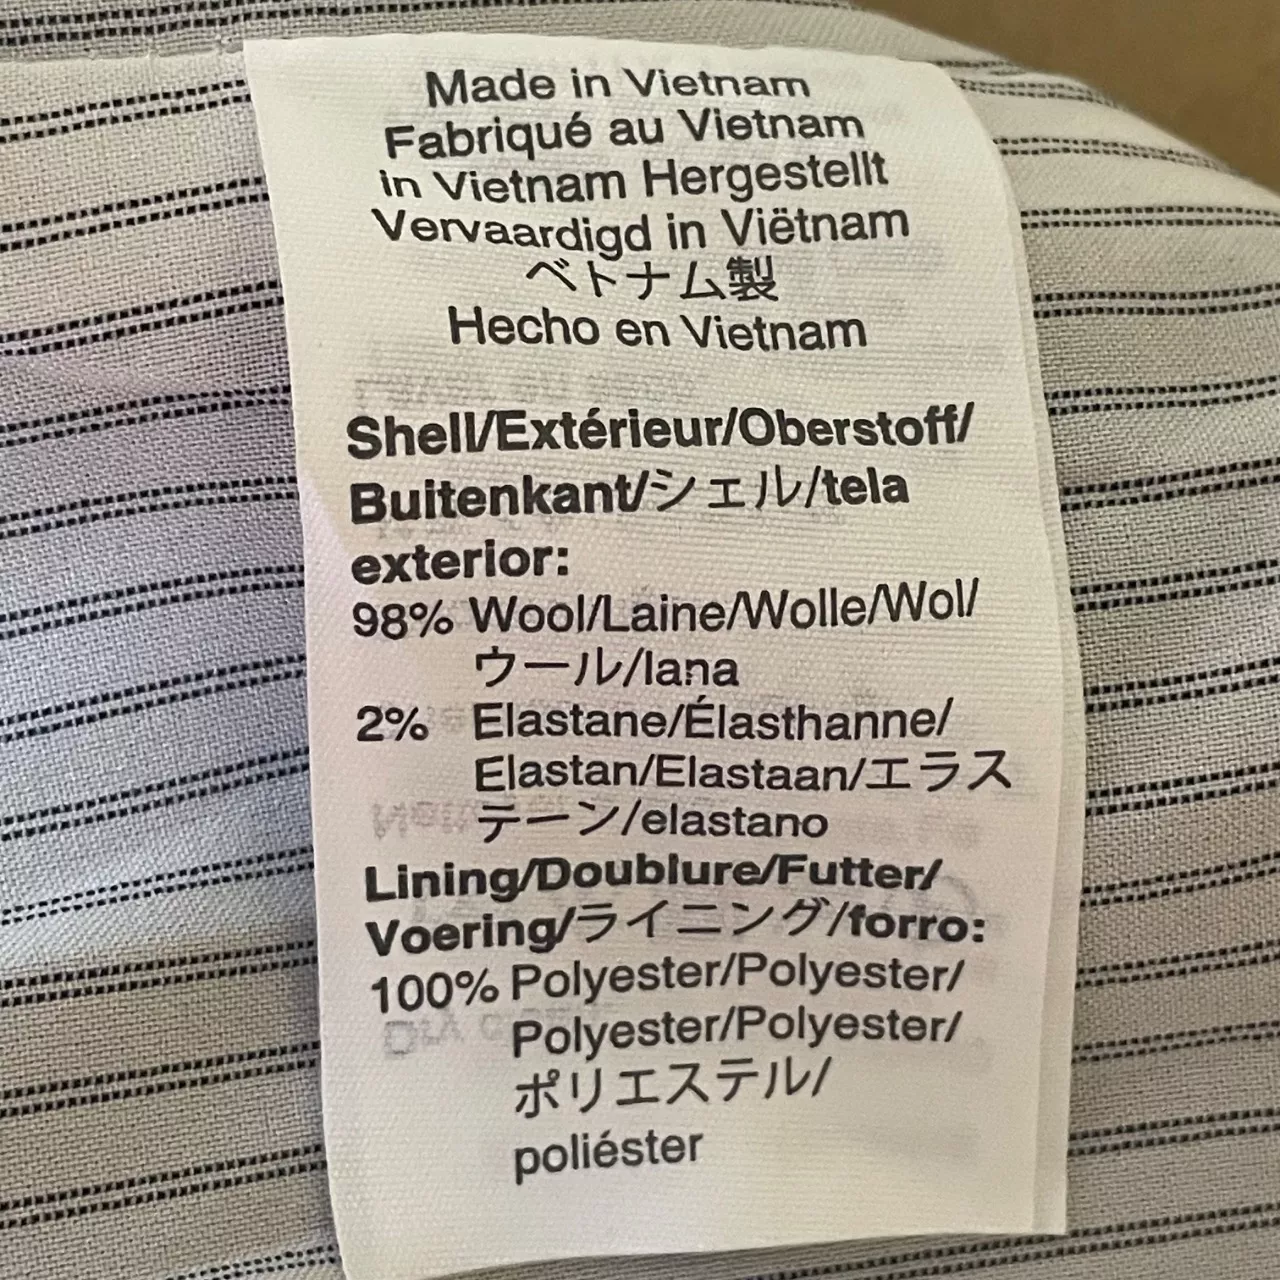 Made in Vietnam
Fabriqué au Vietnam
in Vietnam Hergestellt
Vervaardigd in Viëtnam
ベトナム製
Hecho en Vietnam
Shell/Extérieur/Oberstoff/
Buitenkant/シェル/tela
exterior:
98% Wool/Laine/Wolle/Wol/
ウール/lana
2% Elastane/Élasthanne/
Elastan/Elastaan/エラス
テーン/elastano
Lining/Doublure/Futter/
Voering/ライニング/forro:
100% Polyester/Polyester/
Polyester/Polyester/
ポリエステル/
poliéster